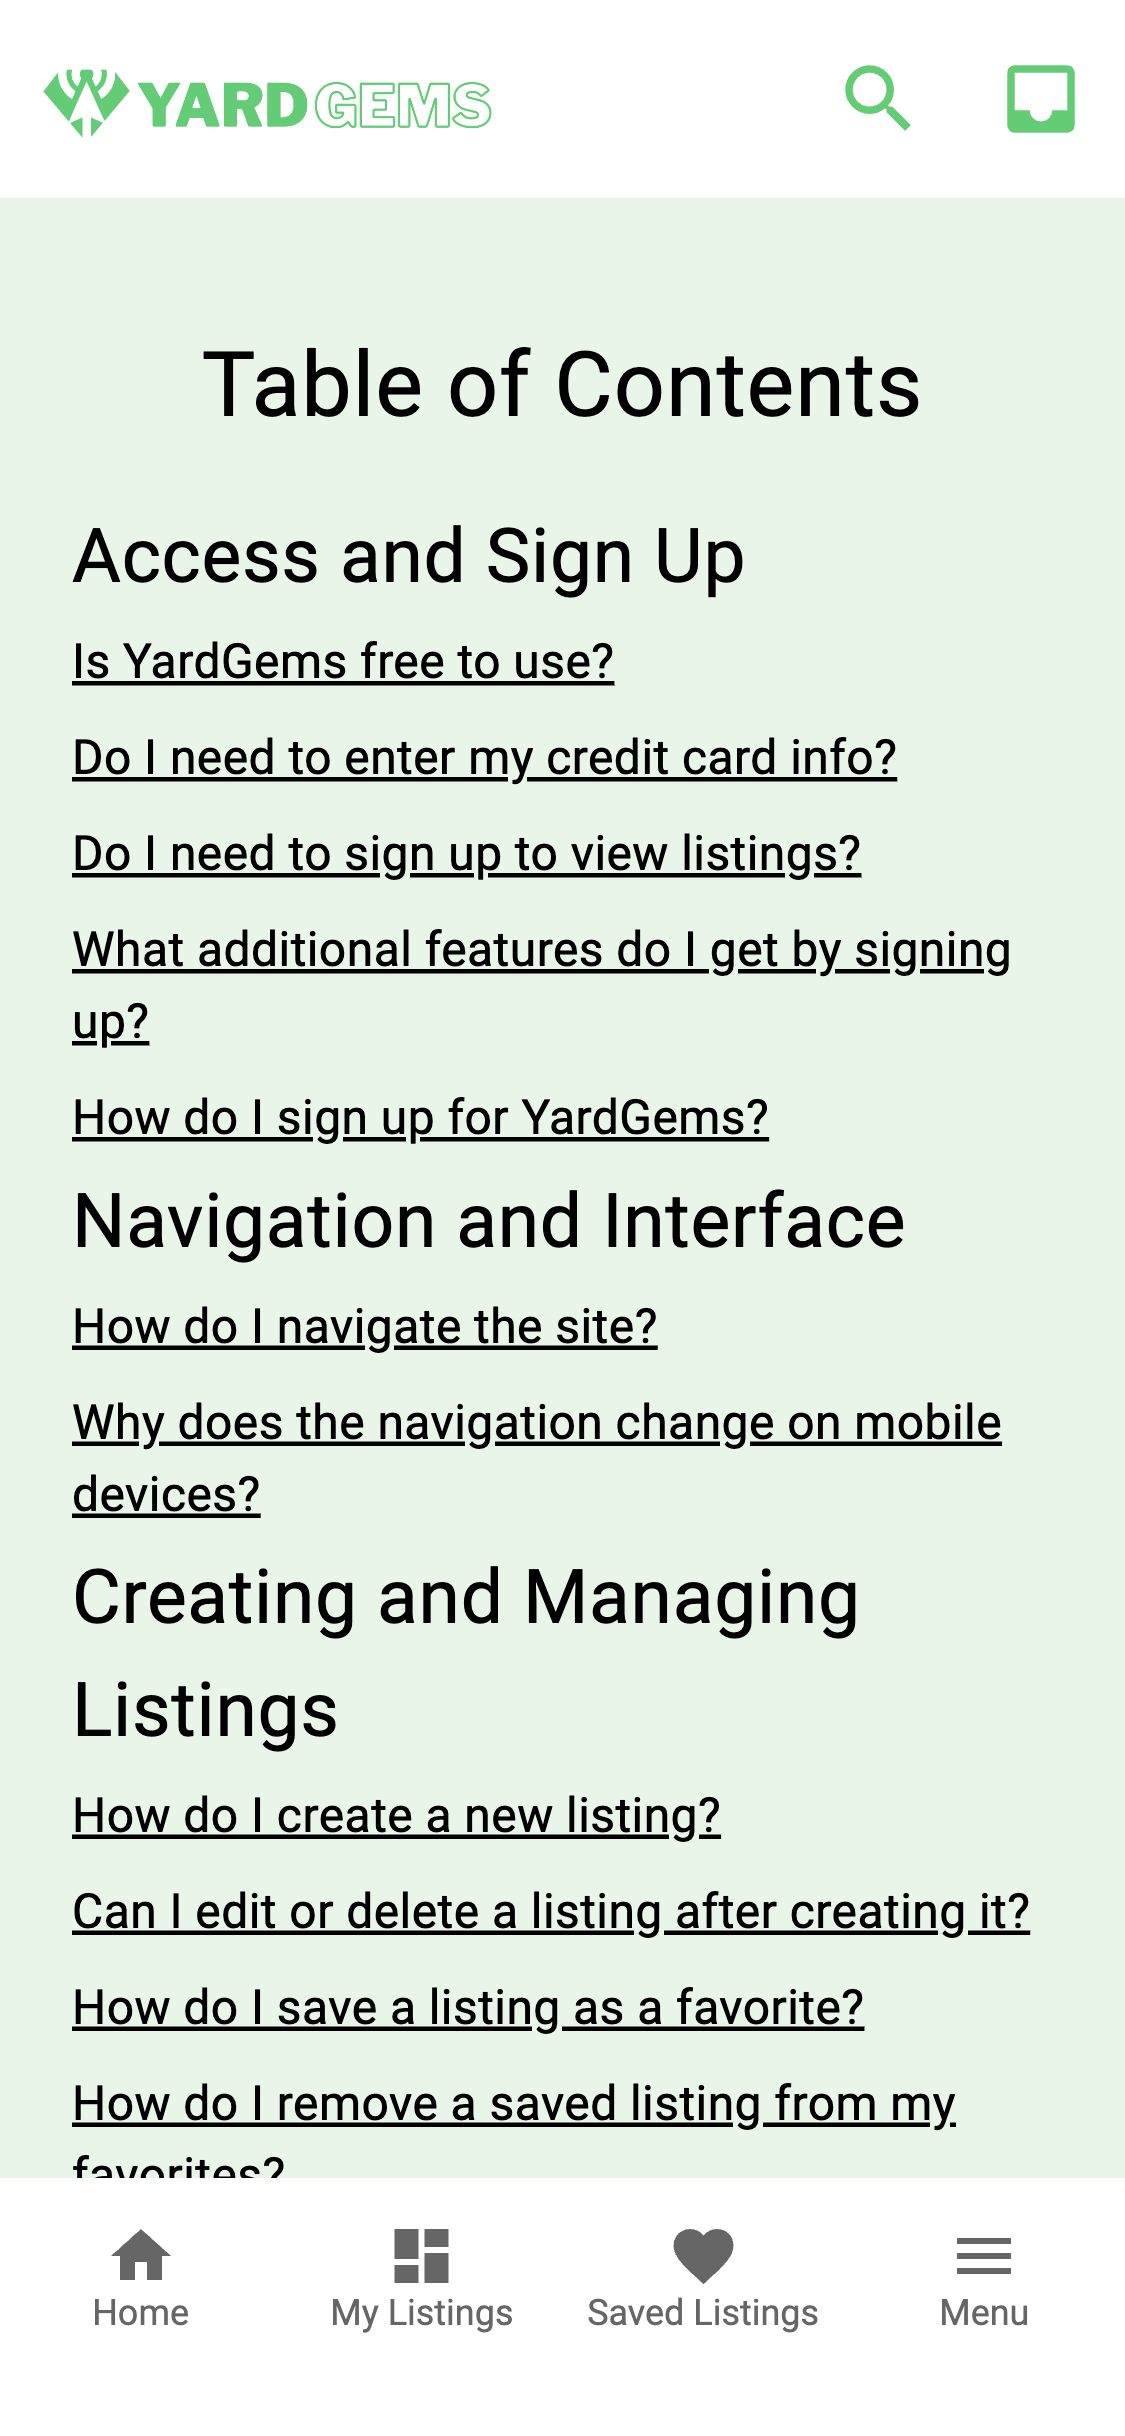 YARDGEMS
Table of Contents
Access and Sign Up
Is YardGems free to use?
Do I need to enter my credit card info?
Do I need to sign up to view listings?
What additional features do I get by signing
up?
How do I sign up for YardGems?
Navigation and Interface
How do I navigate the site?
Why does the navigation change on mobile
devices?
Creating and Managing
Listings
How do I create a new listing?
Can I edit or delete a listing after creating it?
How do I save a listing as a favorite?
How do I remove a saved listing from my
favorites?
Home
My Listings
Saved Listings
Menu